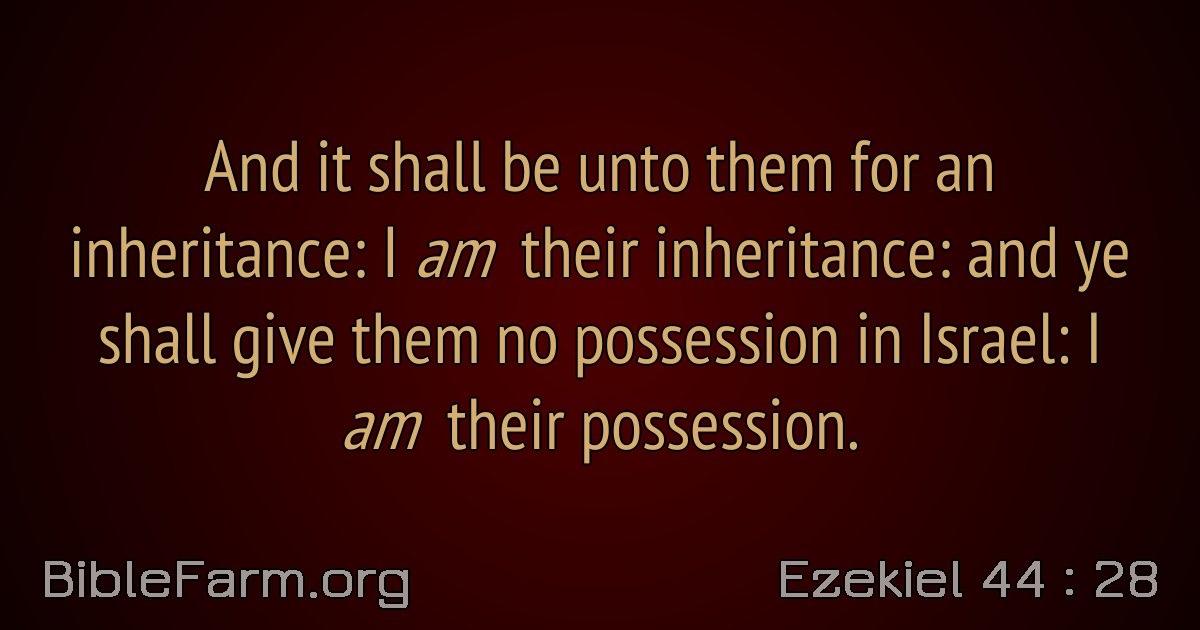 And it shall be unto them for an
inheritance: I am their inheritance: and ye
shall give them no possession in Israel: I
am their possession.
BibleFarm.org
Ezekiel 44 : 28